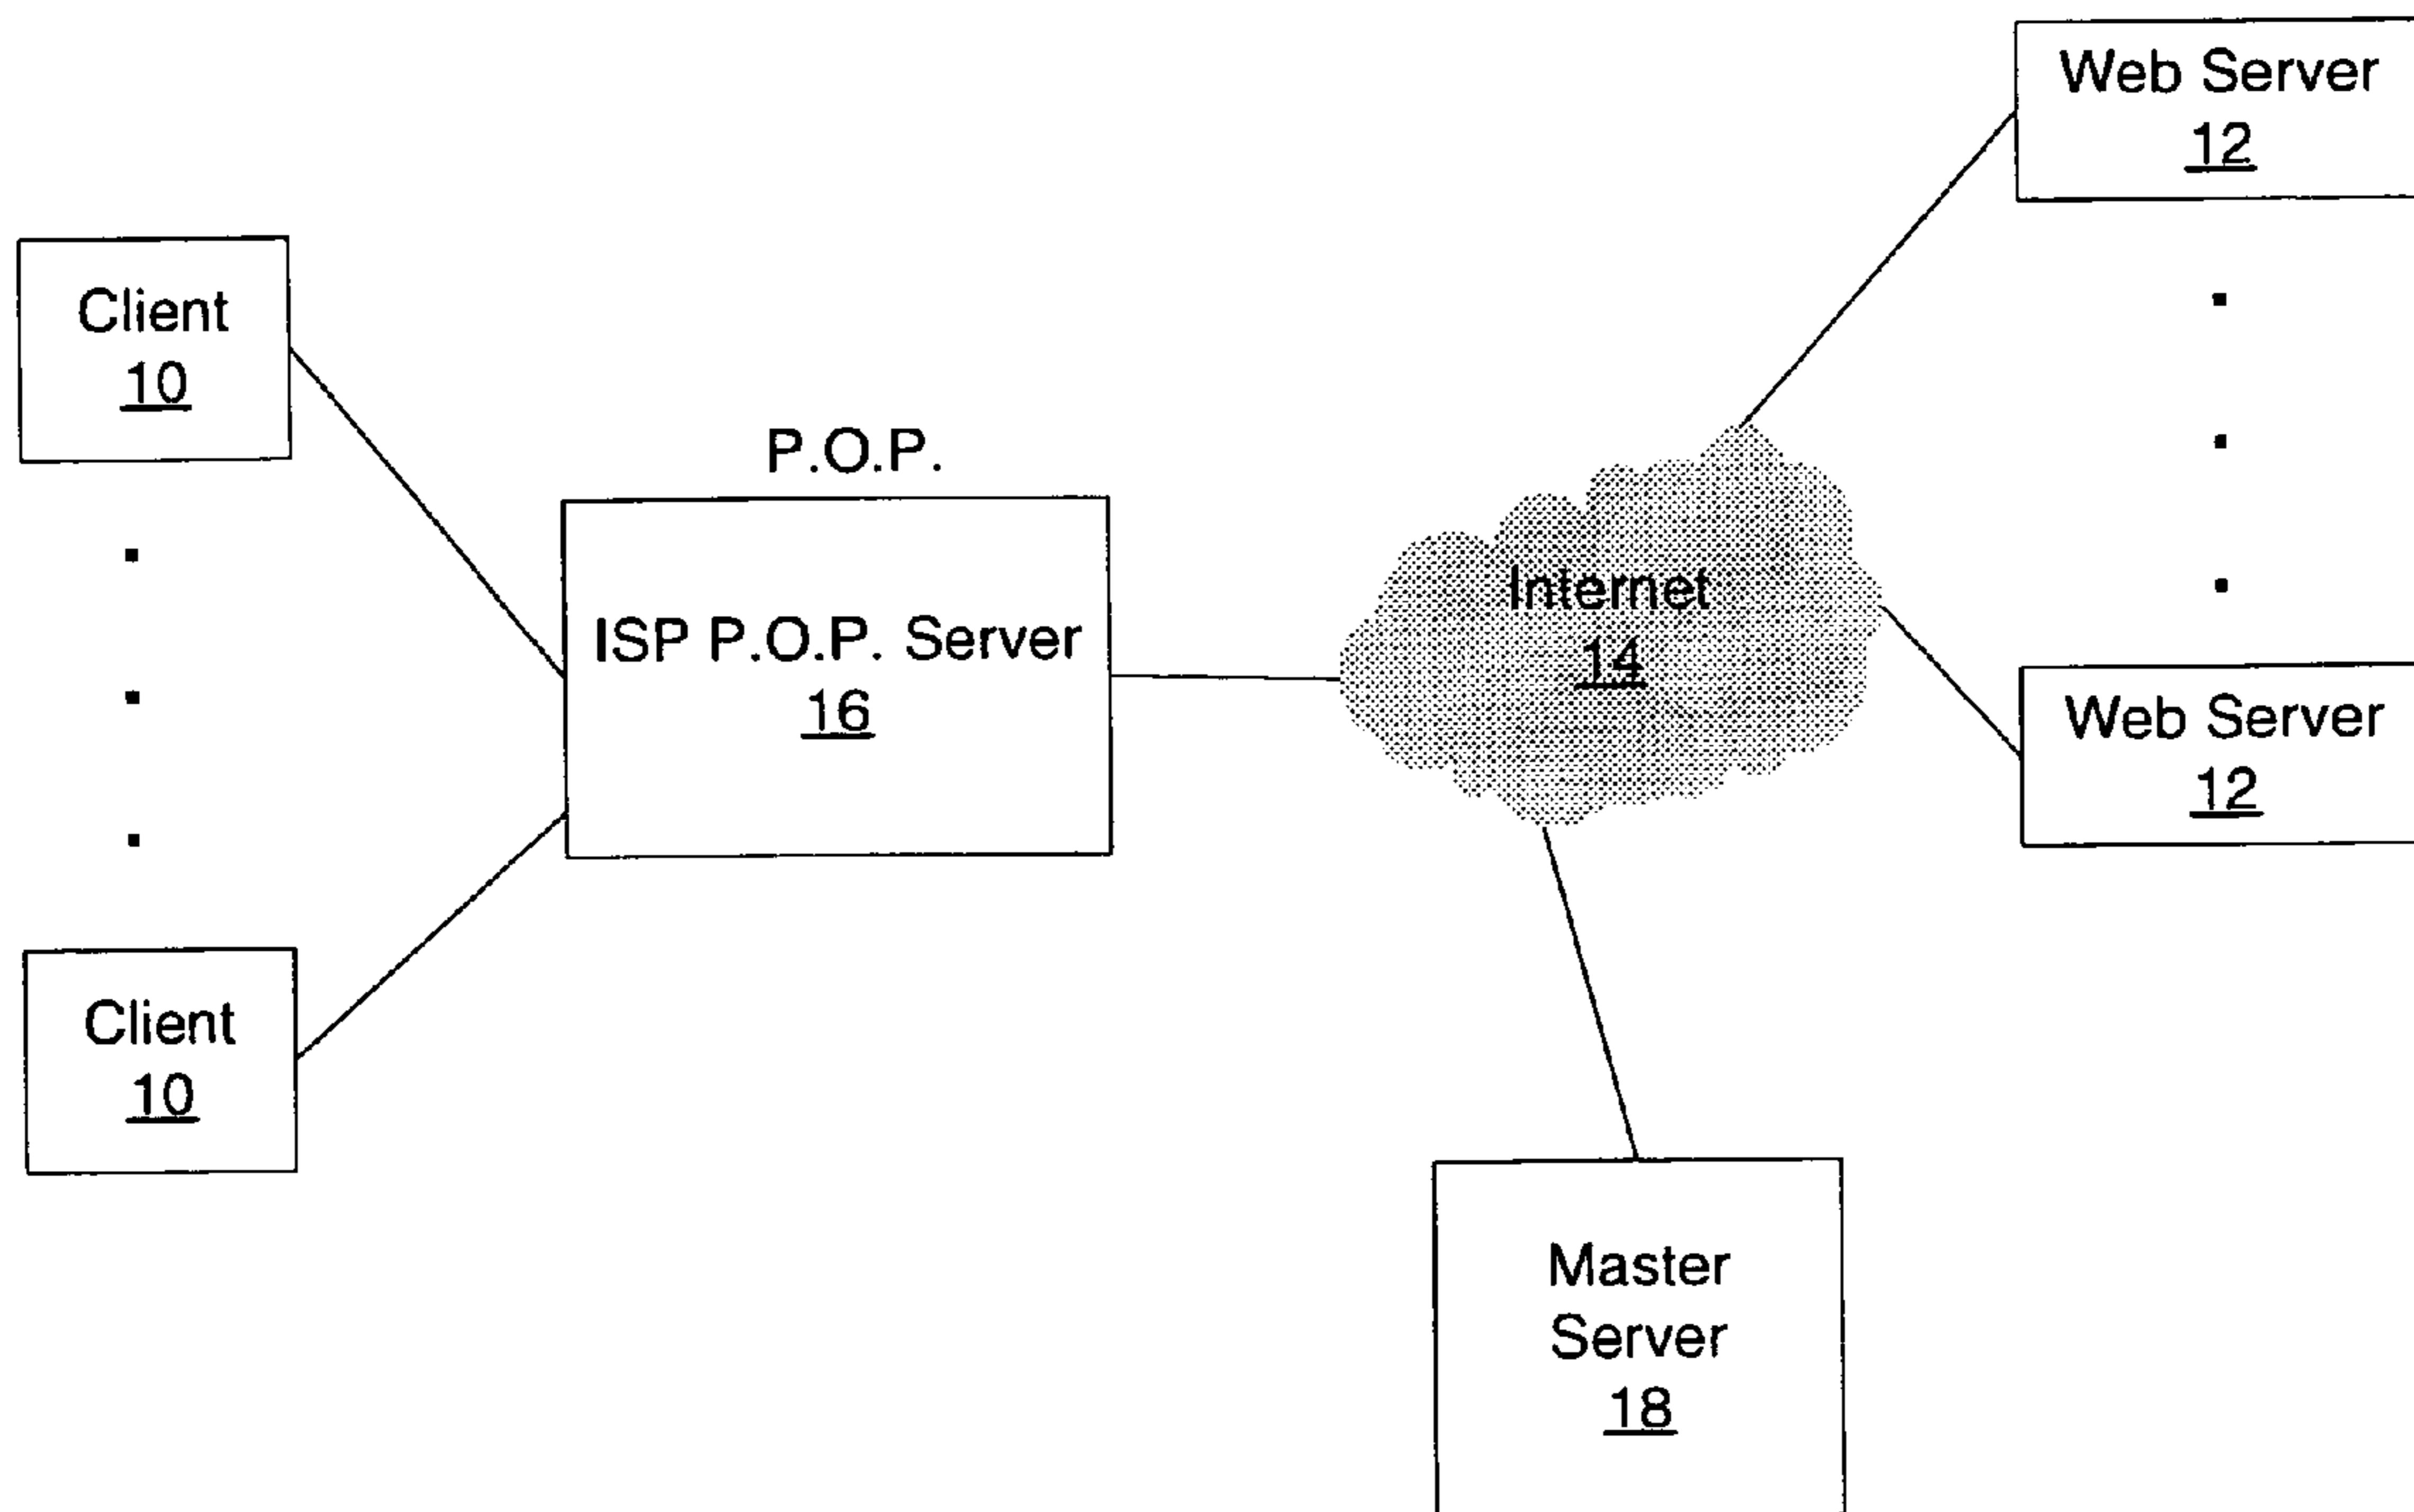 Web Server
12
Client
10
P.O.P.
ISP P.O.P. Server
16
Internet
14
Web Server
12
Client
10
Master
Server
18